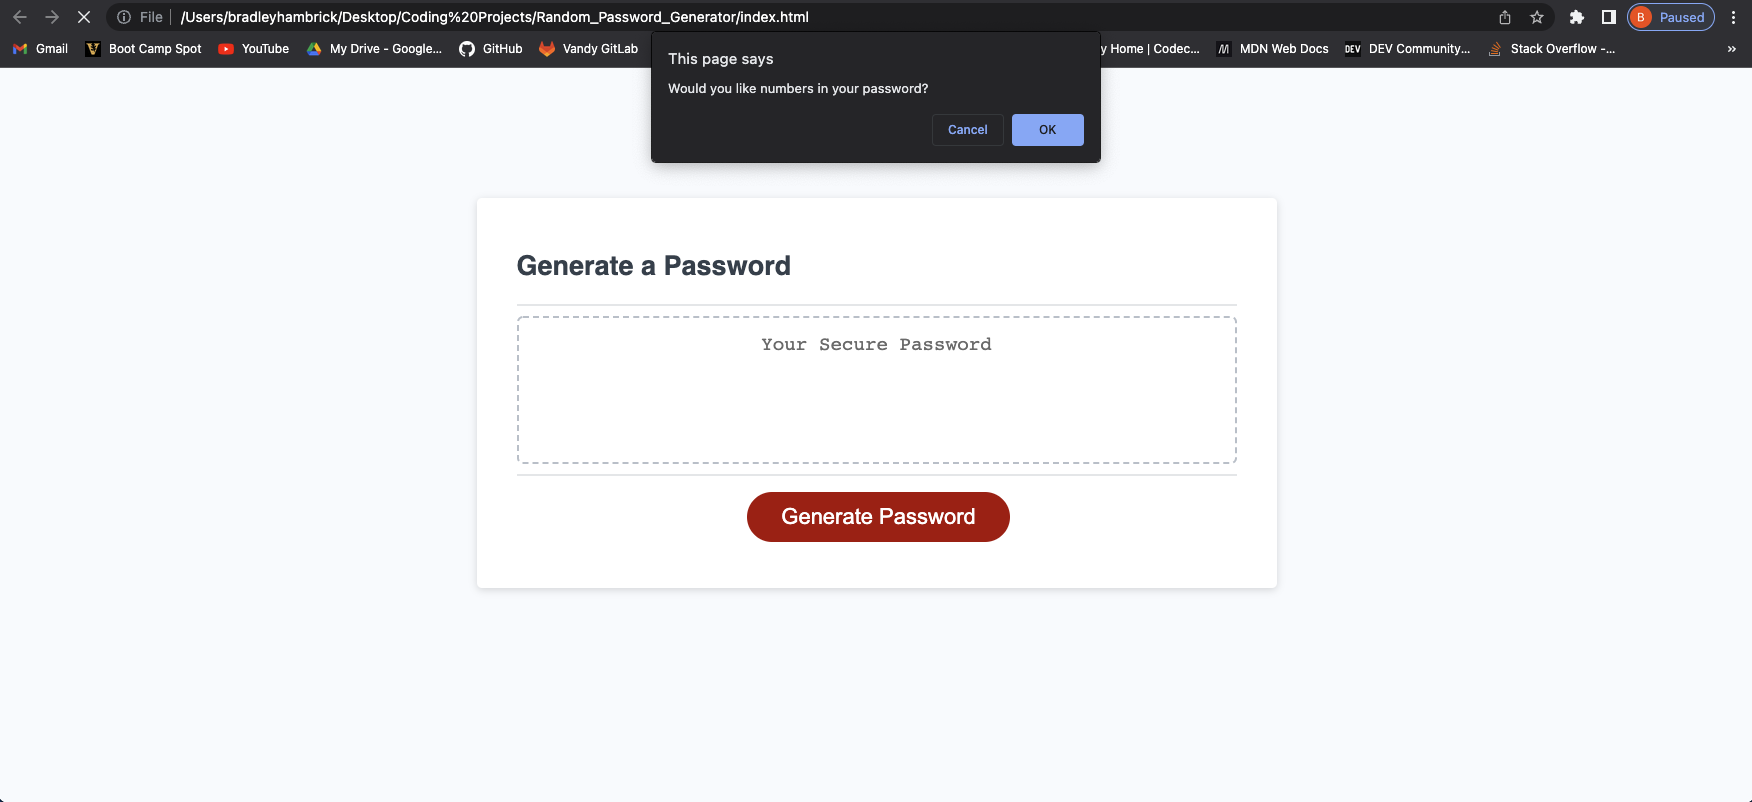 File /Users/bradleyhambrick/Desktop/Coding%20Projects/Random_Password_Generator/index.html B Paused
Gmail Boot Camp Spot YouTube My Drive - Google... GitHub Vandy GitLab y Home | Codec... MDN Web Docs DEV DEV Community... Stack Overflow -... »
This page says
Would you like numbers in your password?
Cancel OK
Generate a Password
Your Secure Password
Generate Password